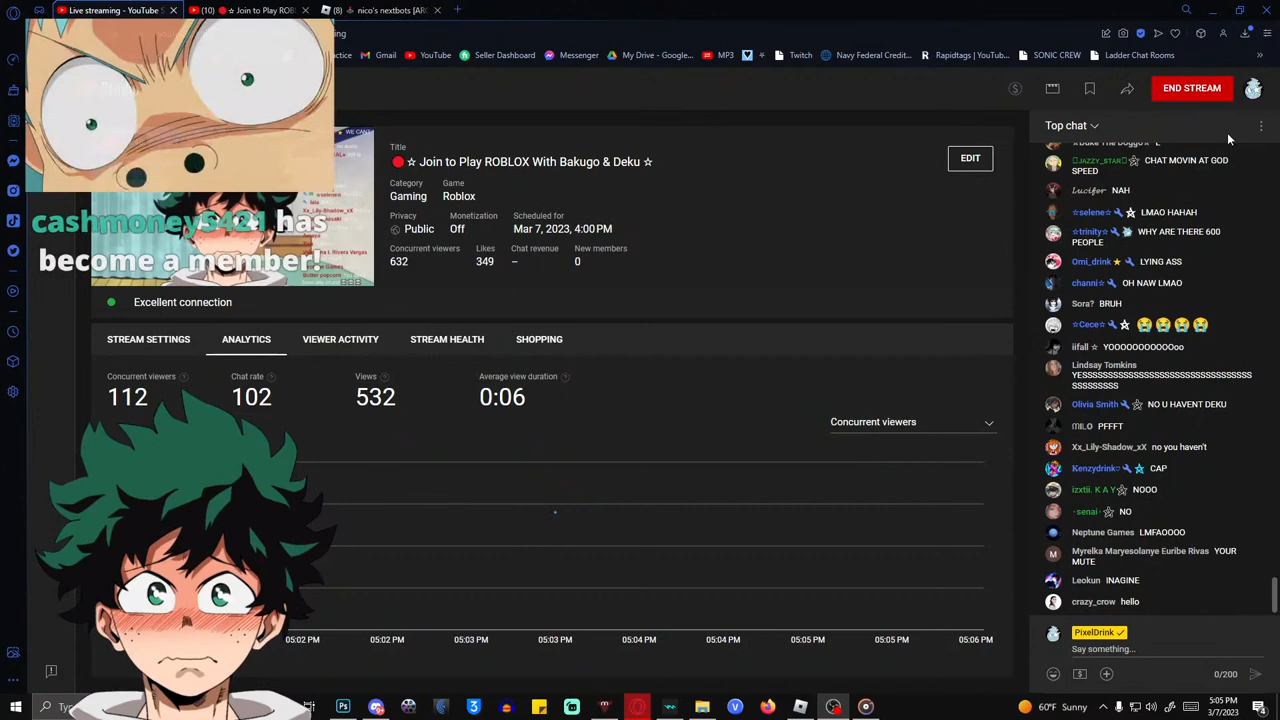 Live streaming - YouTube S
(10) 🔴☆ Join to Play ROBL
(8) nico's nextbots [ARC
Gmail
YouTube
Seller Dashboard
Messenger
My Drive - Google...
MP3
Twitch
Navy Federal Credit...
Rapidtags | YouTube...
SONIC CREW
Ladder Chat Rooms
END STREAM
Top chat
cashmoney5421 has
become a member!
Title
🔴☆ Join to Play ROBLOX With Bakugo & Deku ☆
EDIT
Category
Game
Gaming
Roblox
Privacy
Monetization
Scheduled for
Public
Off
Mar 7, 2023, 4:00 PM
Concurrent viewers
Likes
Chat revenue
New members
632
349
–
0
Excellent connection
STREAM SETTINGS
ANALYTICS
VIEWER ACTIVITY
STREAM HEALTH
SHOPPING
Concurrent viewers
Chat rate
Views
Average view duration
112
102
532
0:06
Concurrent viewers
05:02 PM
05:02 PM
05:03 PM
05:03 PM
05:04 PM
05:04 PM
05:05 PM
05:05 PM
05:06 PM
JAZZY_STAR CHAT MOVIN AT GOD
SPEED
Lucifer NAH
☆selene☆ LMAO HAHAH
☆trinity☆ WHY ARE THERE 600
PEOPLE
Omi_drink LYING ASS
channi☆ OH NAW LMAO
Sora? BRUH
☆Cece☆ 😭😭😭😭
iifall YOOOOOOOOOOOoo
Lindsay Tomkins
Olivia Smith NO U HAVENT DEKU
MILO PFFFT
Xx_Lily-Shadow_xX no you haven't
Kenzydrink♡ CAP
izxtii. K A Y NOOO
･senai･ NO
Neptune Games LMFAOOOO
Myrelka Maryesolanye Euribe Rivas YOUR
MUTE
Leokun INAGINE
crazy_crow hello
PixelDrink
Say something...
0/200
60°F Sunny
5:05 PM
3/7/2023